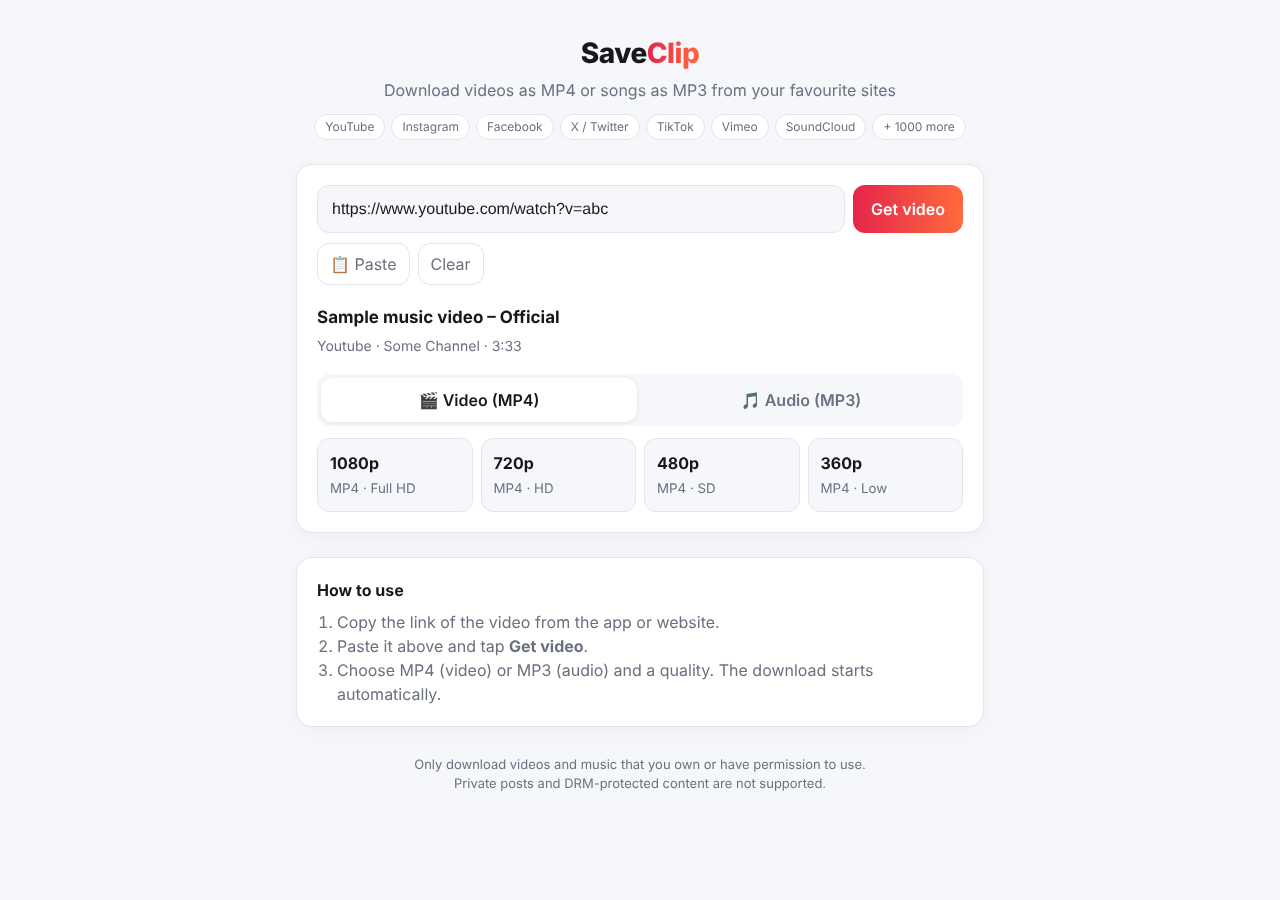 SaveClip
Download videos as MP4 or songs as MP3 from your favourite sites
YouTube Instagram Facebook X / Twitter TikTok Vimeo SoundCloud + 1000 more
https://www.youtube.com/watch?v=abc Get video
📋 Paste Clear
Sample music video – Official
Youtube · Some Channel · 3:33
🎬 Video (MP4) 🎵 Audio (MP3)
1080p 720p 480p 360p
MP4 · Full HD MP4 · HD MP4 · SD MP4 · Low
How to use
1. Copy the link of the video from the app or website.
2. Paste it above and tap Get video.
3. Choose MP4 (video) or MP3 (audio) and a quality. The download starts
automatically.
Only download videos and music that you own or have permission to use.
Private posts and DRM-protected content are not supported.